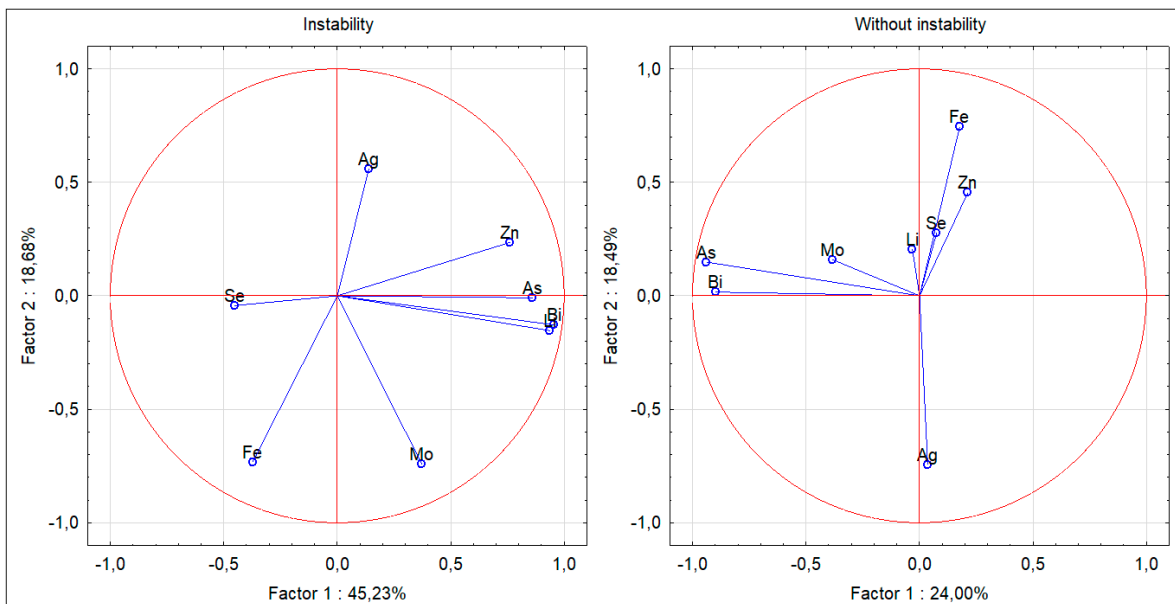 Instability
1,0
0,5
0,0
-0,5
-1,0
Factor 2 : 18,68%
Ag
Zn
As
Se
Bi
Fe
Mo
-1,0 -0,5 0,0 0,5 1,0
Factor 1 : 45,23%
Without instability
1,0
0,5
0,0
-0,5
-1,0
Factor 2 : 18,49%
Fe
Zn
Se
Li
As
Mo
Bi
Ag
-1,0 -0,5 0,0 0,5 1,0
Factor 1 : 24,00%